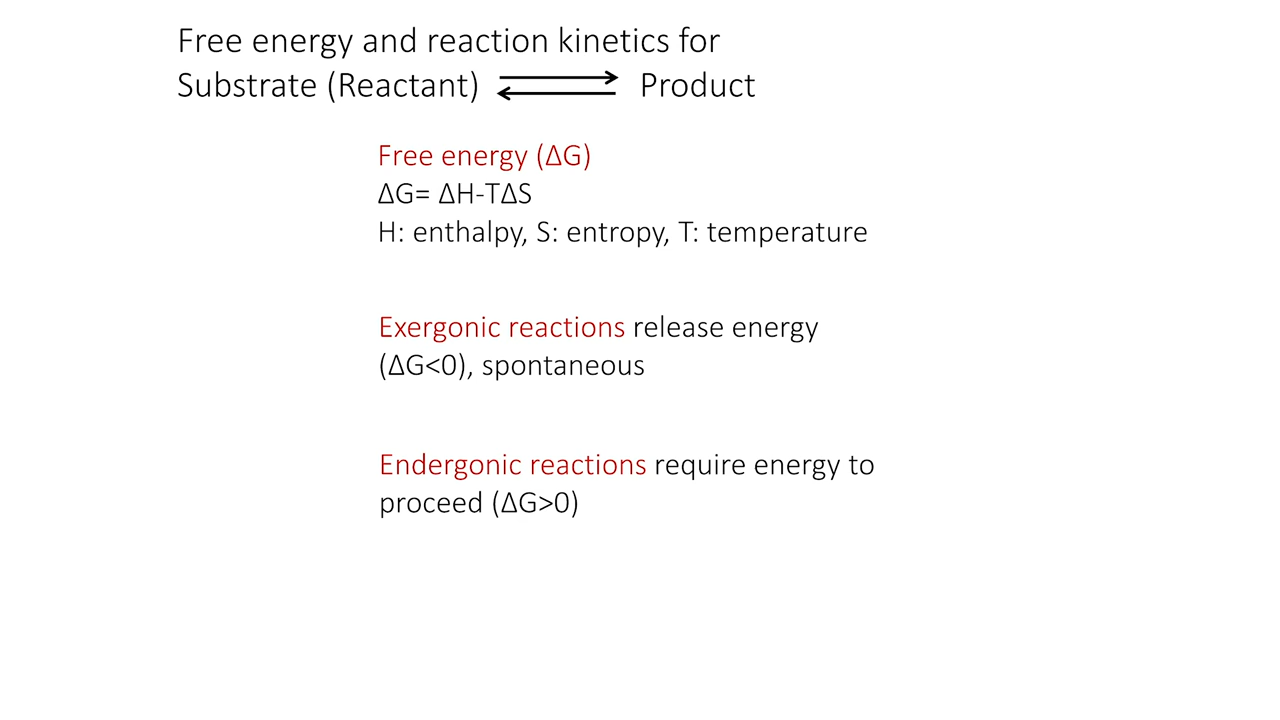 Free energy and reaction kinetics for
Substrate (Reactant) Product
Free energy (ΔG)
ΔG= ΔH-TΔS
H: enthalpy, S: entropy, T: temperature
Exergonic reactions release energy
(ΔG<0), spontaneous
Endergonic reactions require energy to
proceed (ΔG>0)